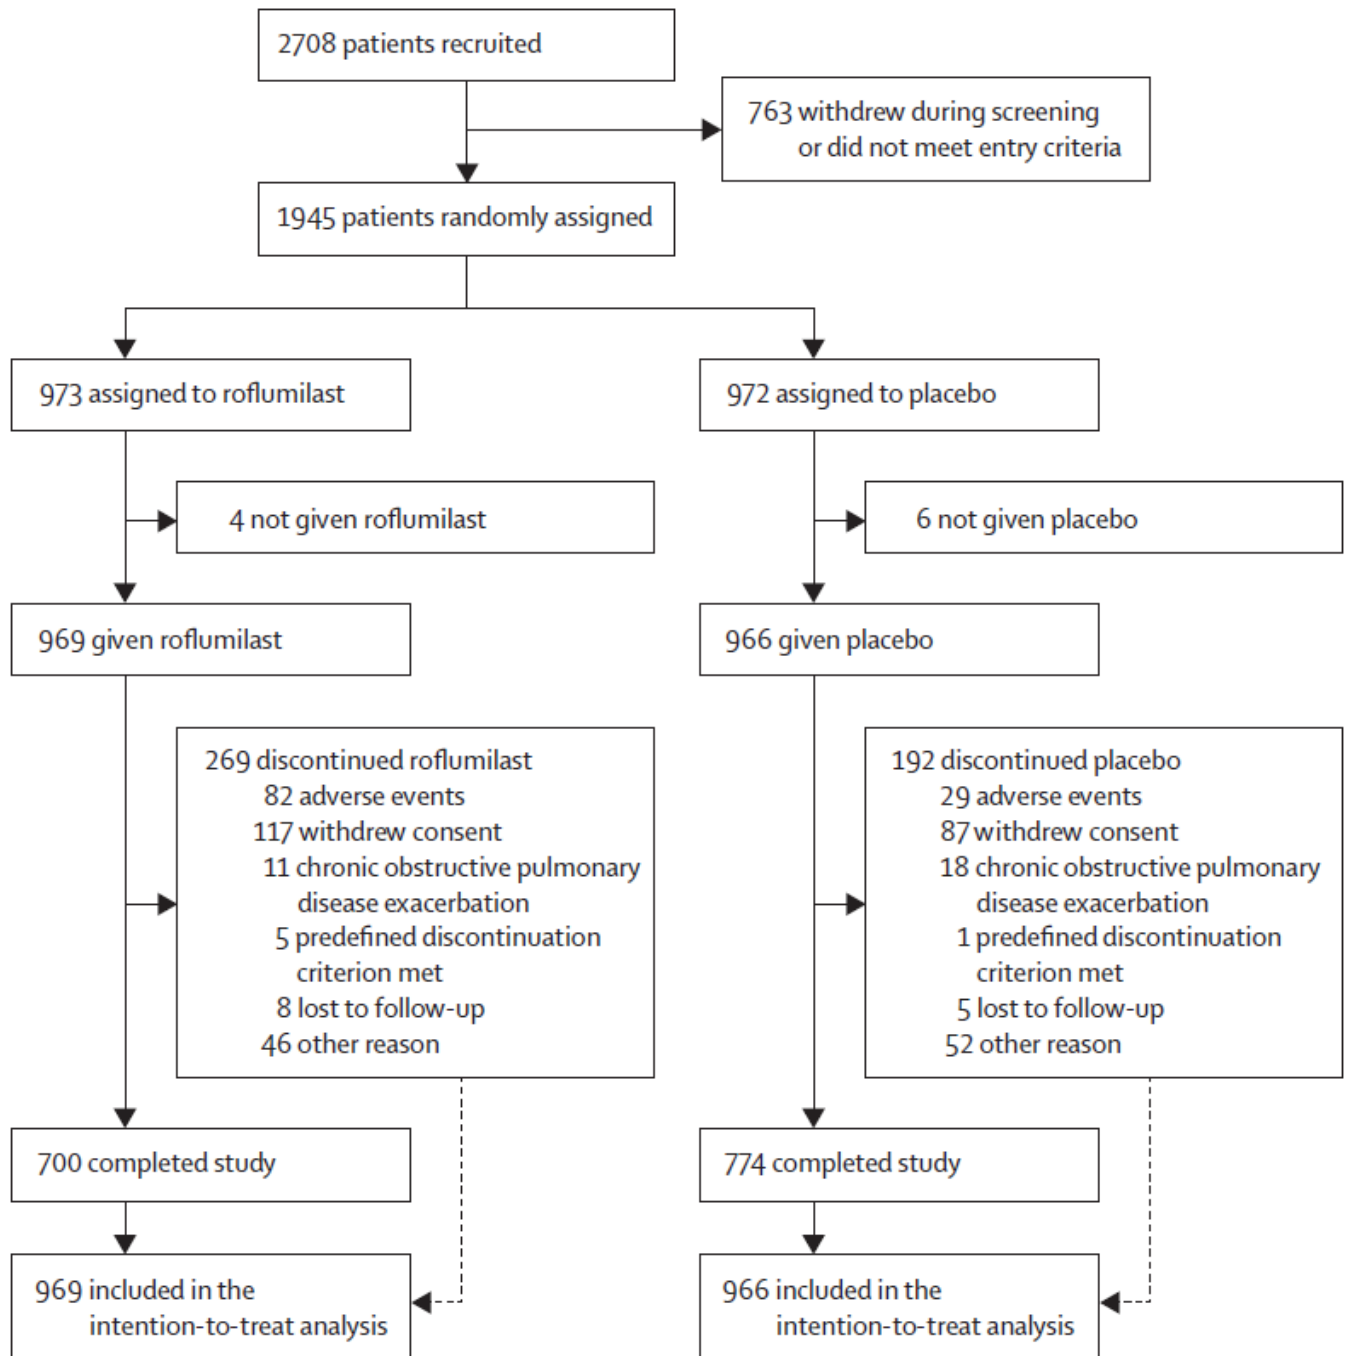 2708 patients recruited
763 withdrew during screening
or did not meet entry criteria
1945 patients randomly assigned
973 assigned to roflumilast
972 assigned to placebo
4 not given roflumilast
6 not given placebo
969 given roflumilast
966 given placebo
269 discontinued roflumilast
82 adverse events
117 withdrew consent
11 chronic obstructive pulmonary
disease exacerbation
5 predefined discontinuation
criterion met
8 lost to follow-up
46 other reason
192 discontinued placebo
29 adverse events
87 withdrew consent
18 chronic obstructive pulmonary
disease exacerbation
1 predefined discontinuation
criterion met
5 lost to follow-up
52 other reason
700 completed study
774 completed study
969 included in the
intention-to-treat analysis
966 included in the
intention-to-treat analysis